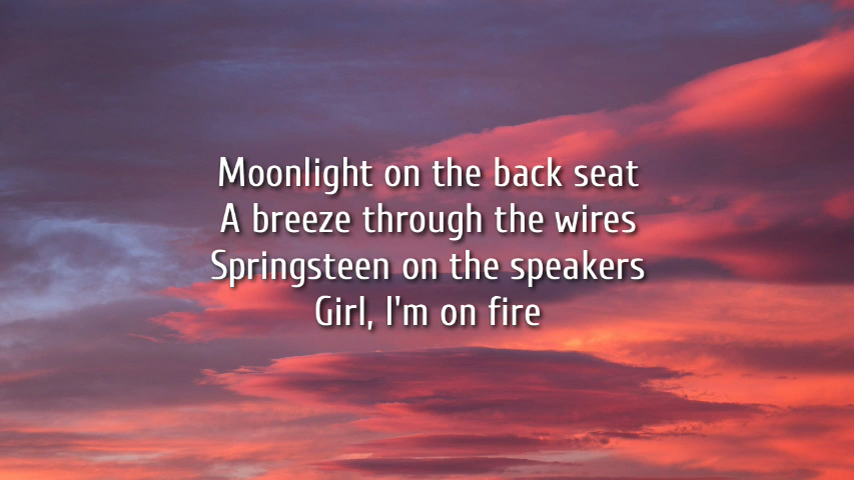 Moonlight on the back seat
A breeze through the wires
Springsteen on the speakers
Girl, I'm on fire